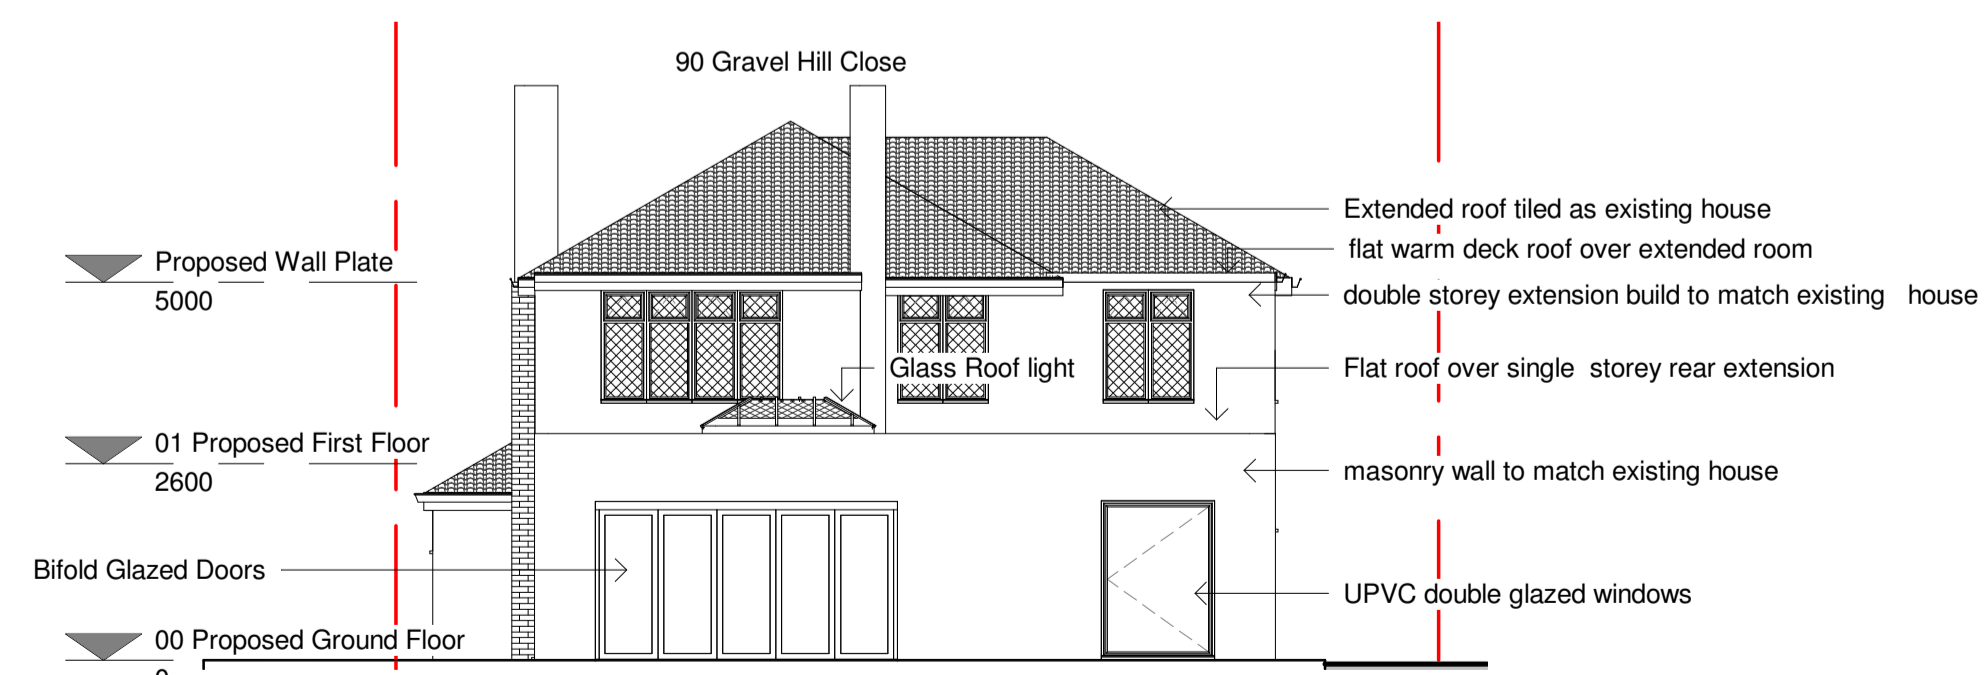 90 Gravel Hill Close
Extended roof tiled as existing house
flat warm deck roof over extended room
Proposed Wall Plate
5000
double storey extension build to match existing house
Glass Roof light
Flat roof over single storey rear extension
01 Proposed First Floor
2600
masonry wall to match existing house
Bifold Glazed Doors
UPVC double glazed windows
00 Proposed Ground Floor